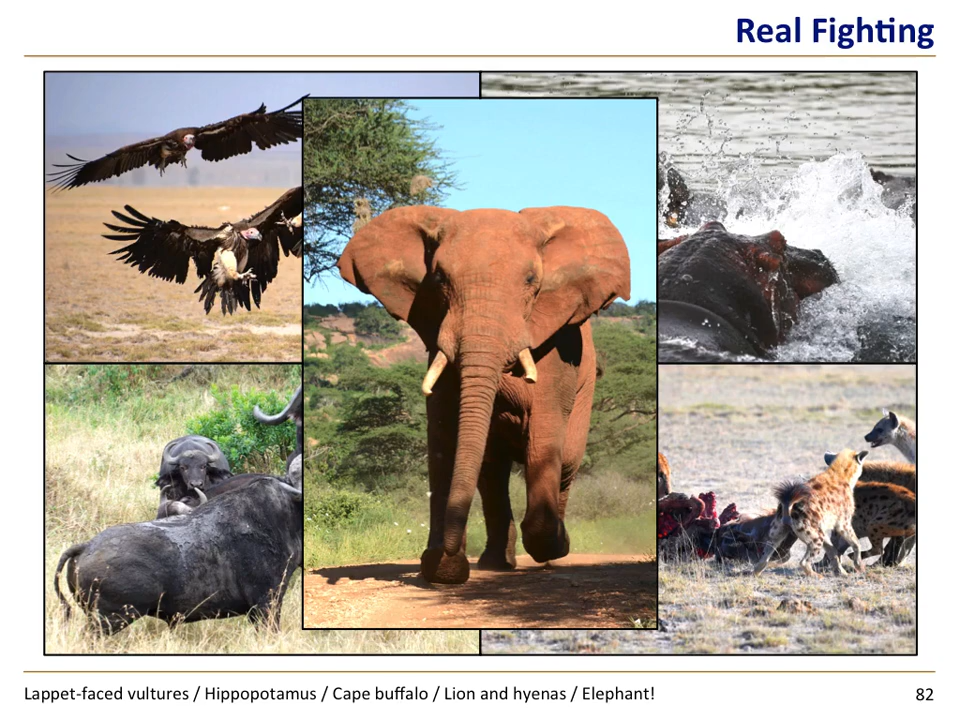 Real Fighting
Lappet-faced vultures / Hippopotamus / Cape buffalo / Lion and hyenas / Elephant!
82